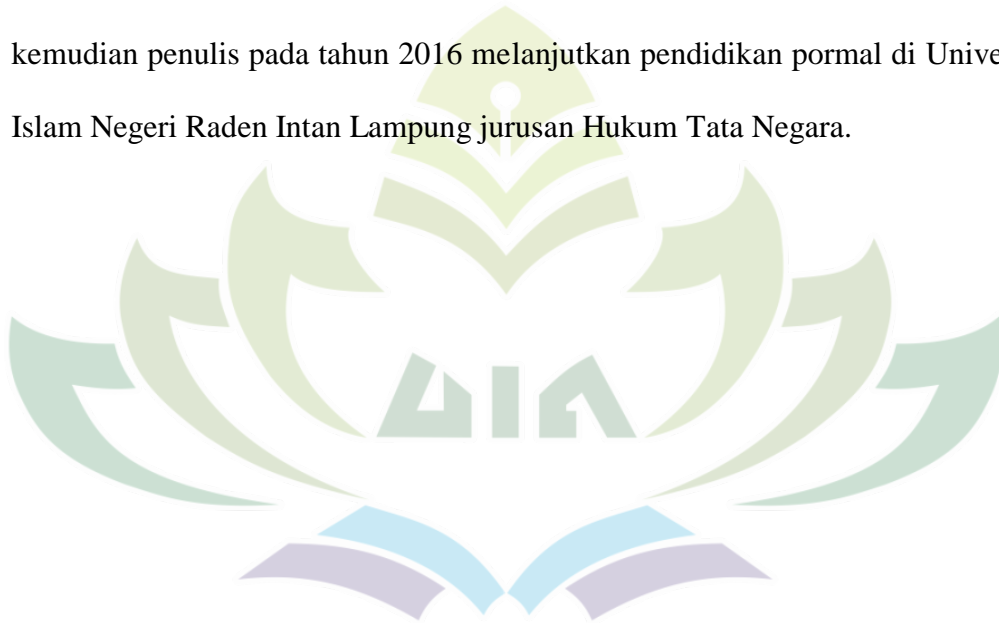 kemudian penulis pada tahun 2016 melanjutkan pendidikan pormal di Unive
Islam Negeri Raden Intan Lampung jurusan Hukum Tata Negara.
UIN